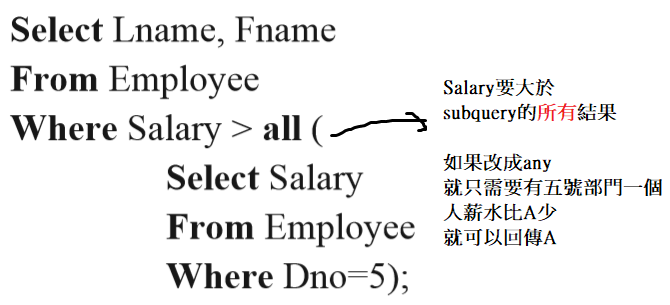 Select Lname, Fname
From Employee
Where Salary > all (
Select Salary
From Employee
Where Dno=5);
Salary要大於
subquery的所有結果
如果改成any
就只需要有五號部門一個
人薪水比A少
就可以回傳A